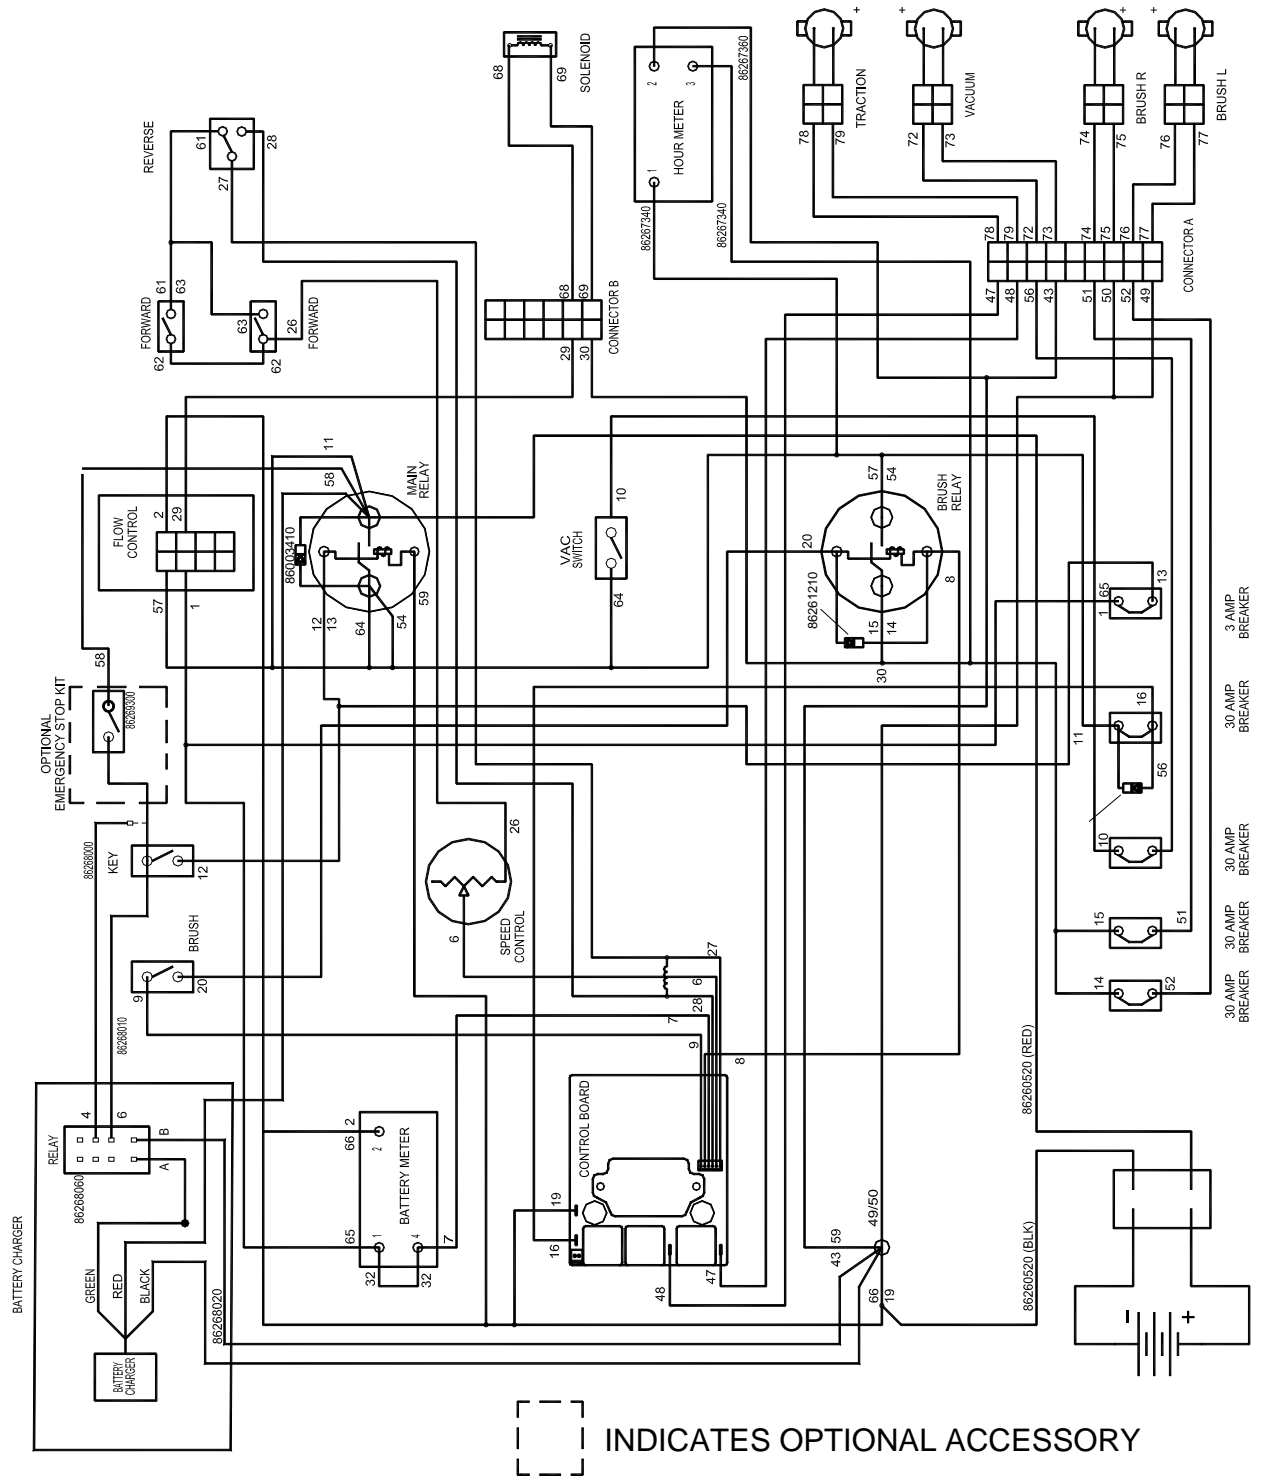 SOLENOID
68
69
HOUR METER
2
3
1
86267360
86267340
86267340
+
TRACTION
78
79
+
VACUUM
72
73
+
BRUSH R
74
75
+
BRUSH L
76
77
REVERSE
61
28
27
FORWARD
61
63
62
FORWARD
63
26
62
CONNECTOR B
68
69
29
30
CONNECTOR A
78
79
72
73
74
75
76
77
47
48
56
43
51
50
52
49
FLOW
CONTROL
2
29
57
1
MAIN
RELAY
11
58
86003410
12
13
64
54
59
VAC
SWITCH
10
64
BRUSH
RELAY
57
54
20
8
86261210
15
14
30
3 AMP
BREAKER
1
65
13
30 AMP
BREAKER
11
16
56
30 AMP
BREAKER
10
30 AMP
BREAKER
15
51
30 AMP
BREAKER
14
52
OPTIONAL
EMERGENCY STOP KIT
58
86269300
86268000
KEY
12
BRUSH
9
20
86268010
SPEED
CONTROL
6
26
27
6
28
7
9
8
BATTERY CHARGER
RELAY
4
6
B
A
86268060
GREEN
RED
BLACK
86268020
BATTERY
CHARGER
BATTERY METER
66
2
2
65
1
4
7
32
32
CONTROL BOARD
19
16
48
47
49/50
59
43
66
19
86260520 (RED)
86260520 (BLK)
-
+
INDICATES OPTIONAL ACCESSORY